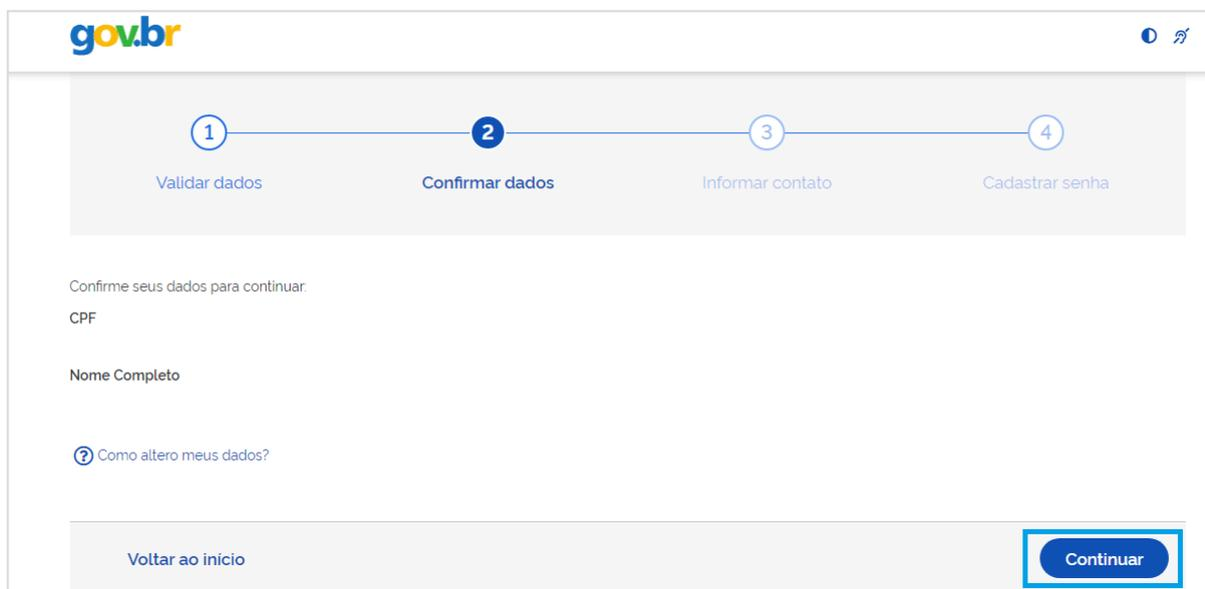 gov.br
1 2 3 4
Validar dados Confirmar dados Informar contato Cadastrar senha
Confirme seus dados para continuar:
CPF
Nome Completo
? Como altero meus dados?
Voltar ao início Continuar